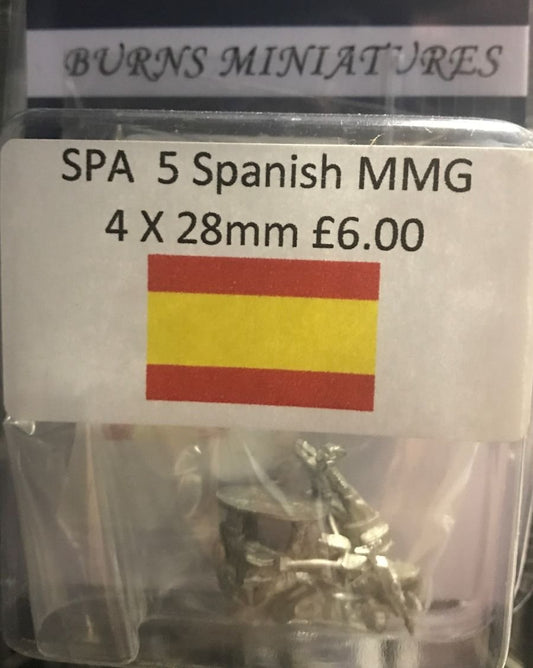 BURNS MINIATURES
SPA 5 Spanish MMG
4 X 28mm £6.00